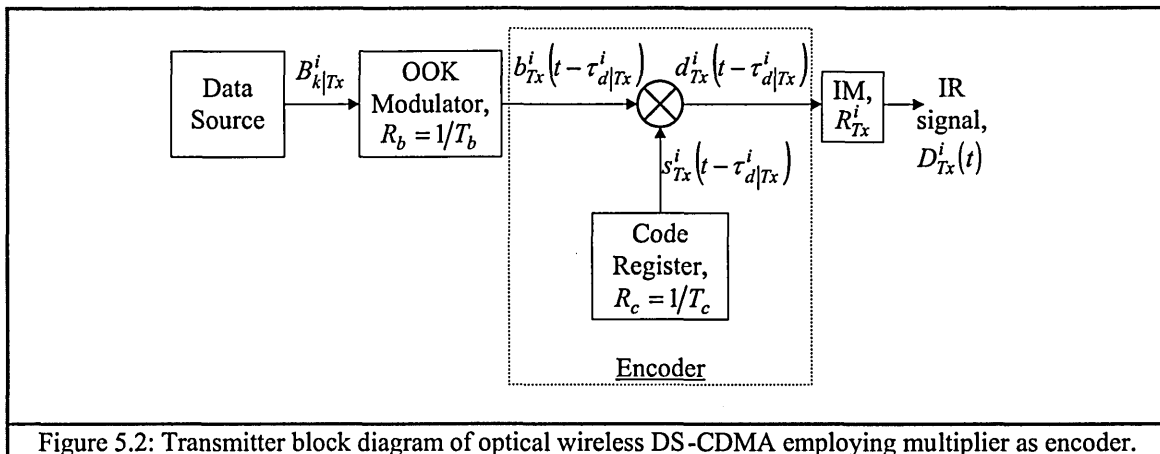 Data
Source
B^i_{k|Tx}
OOK
Modulator,
R_b = 1/T_b
b^i_{Tx}(t − τ^i_{d|Tx})
d^i_{Tx}(t − τ^i_{d|Tx})
s^i_{Tx}(t − τ^i_{d|Tx})
Code
Register,
R_c = 1/T_c
Encoder
IM,
R^i_{Tx}
IR
signal,
D^i_{Tx}(t)
Figure 5.2: Transmitter block diagram of optical wireless DS-CDMA employing multiplier as encoder.